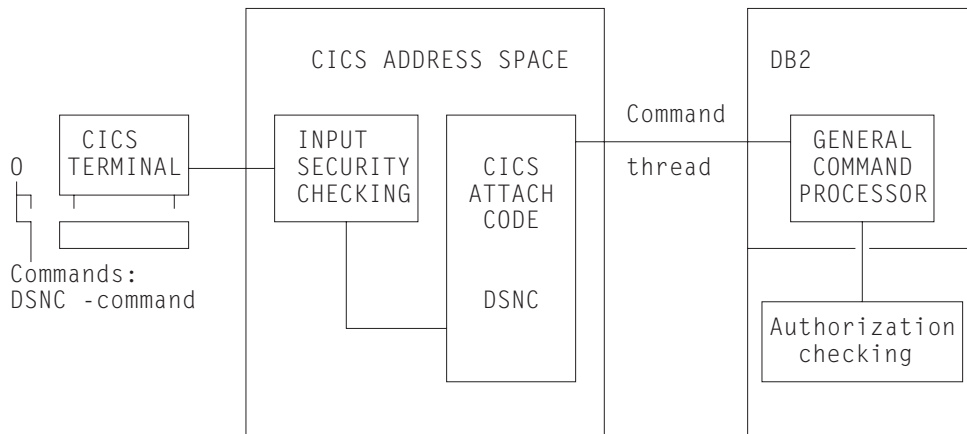 CICS ADDRESS SPACE
DB2
CICS
TERMINAL
INPUT
SECURITY
CHECKING
CICS
ATTACH
CODE
DSNC
Command
thread
GENERAL
COMMAND
PROCESSOR
O
Commands:
DSNC -command
Authorization
checking